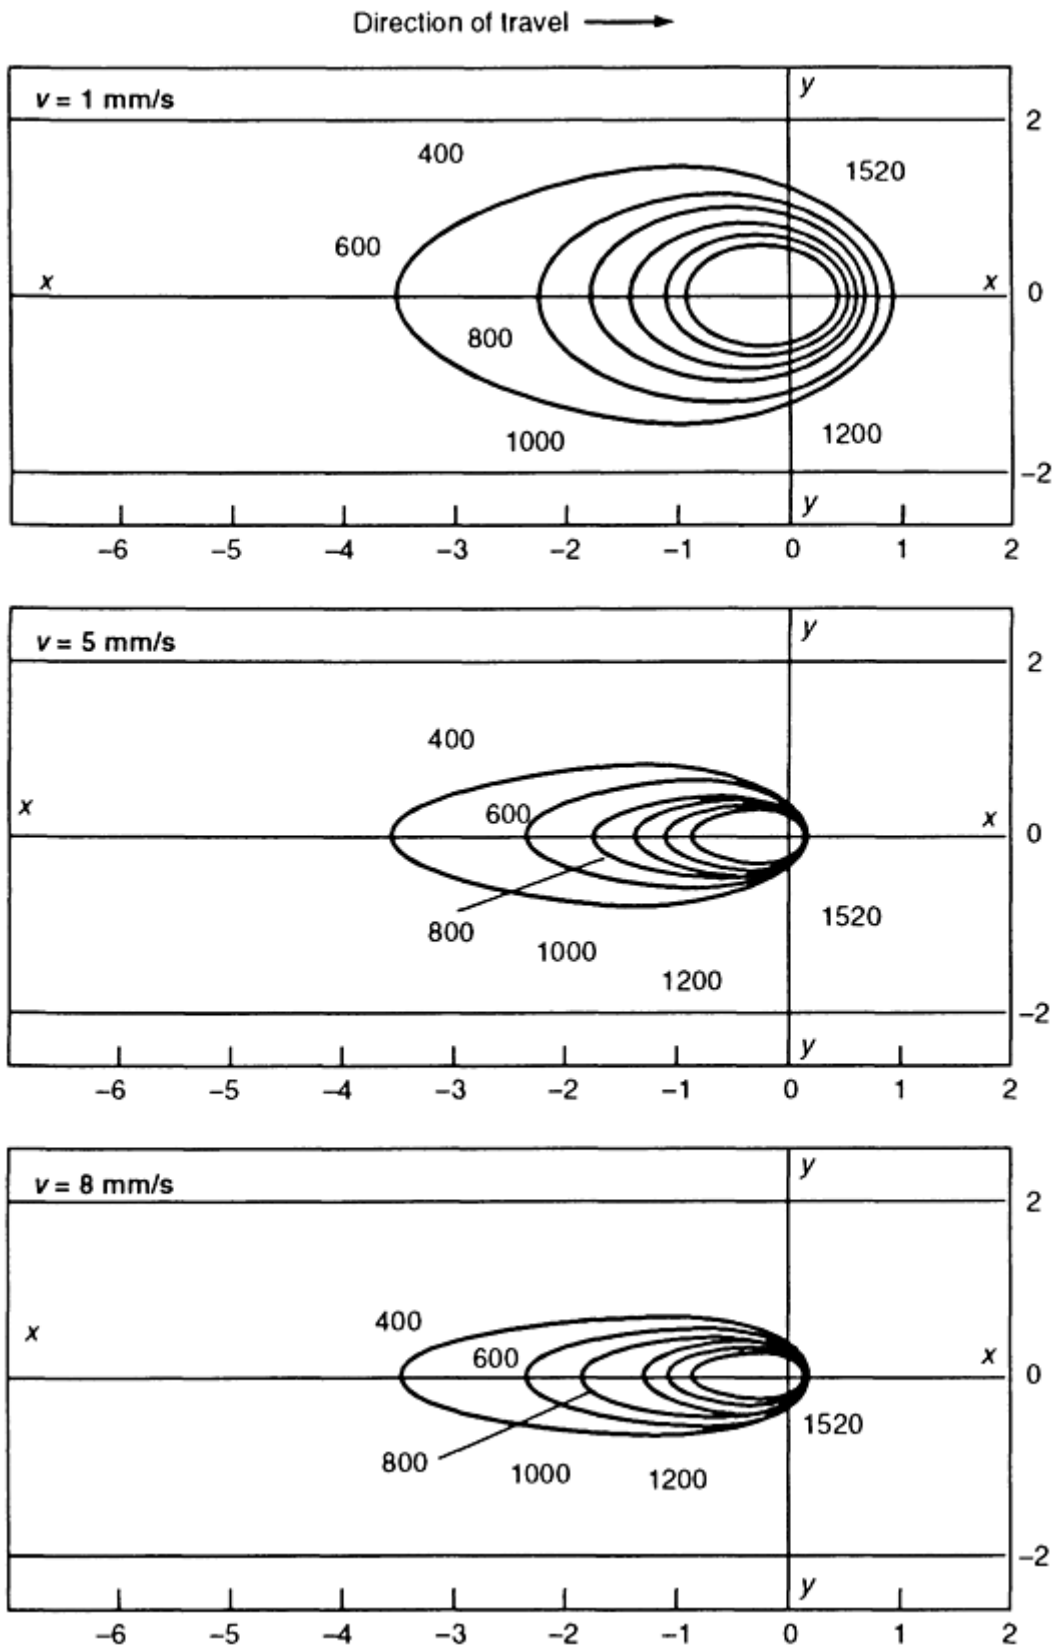 Direction of travel
v = 1 mm/s
y
2
400
1520
600
x
x
0
800
1000
1200
-2
y
-6 -5 -4 -3 -2 -1 0 1 2
v = 5 mm/s
y
2
400
x
600
x
0
800
1520
1000
1200
-2
y
-6 -5 -4 -3 -2 -1 0 1 2
v = 8 mm/s
y
2
400
x
600
x
0
1520
800
1000
1200
-2
y
-6 -5 -4 -3 -2 -1 0 1 2